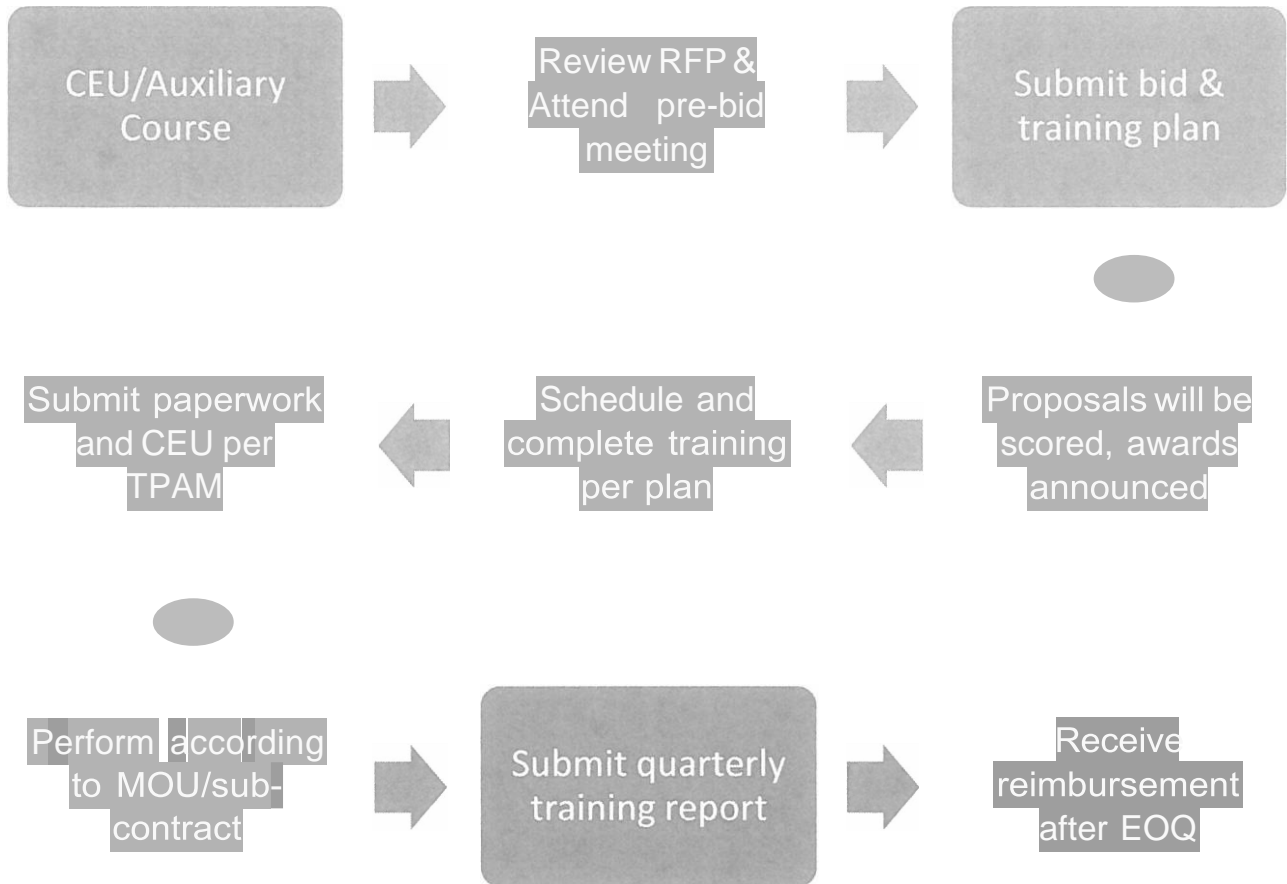 CEU/Auxiliary
Course
Review RFP &
Attend pre-bid
meeting
Submit bid &
training plan
Proposals will be
scored, awards
announced
Schedule and
complete training
per plan
Submit paperwork
and CEU per
TPAM
Perform according
to MOU/sub-
contract
Submit quarterly
training report
Receive
reimbursement
after EOQ